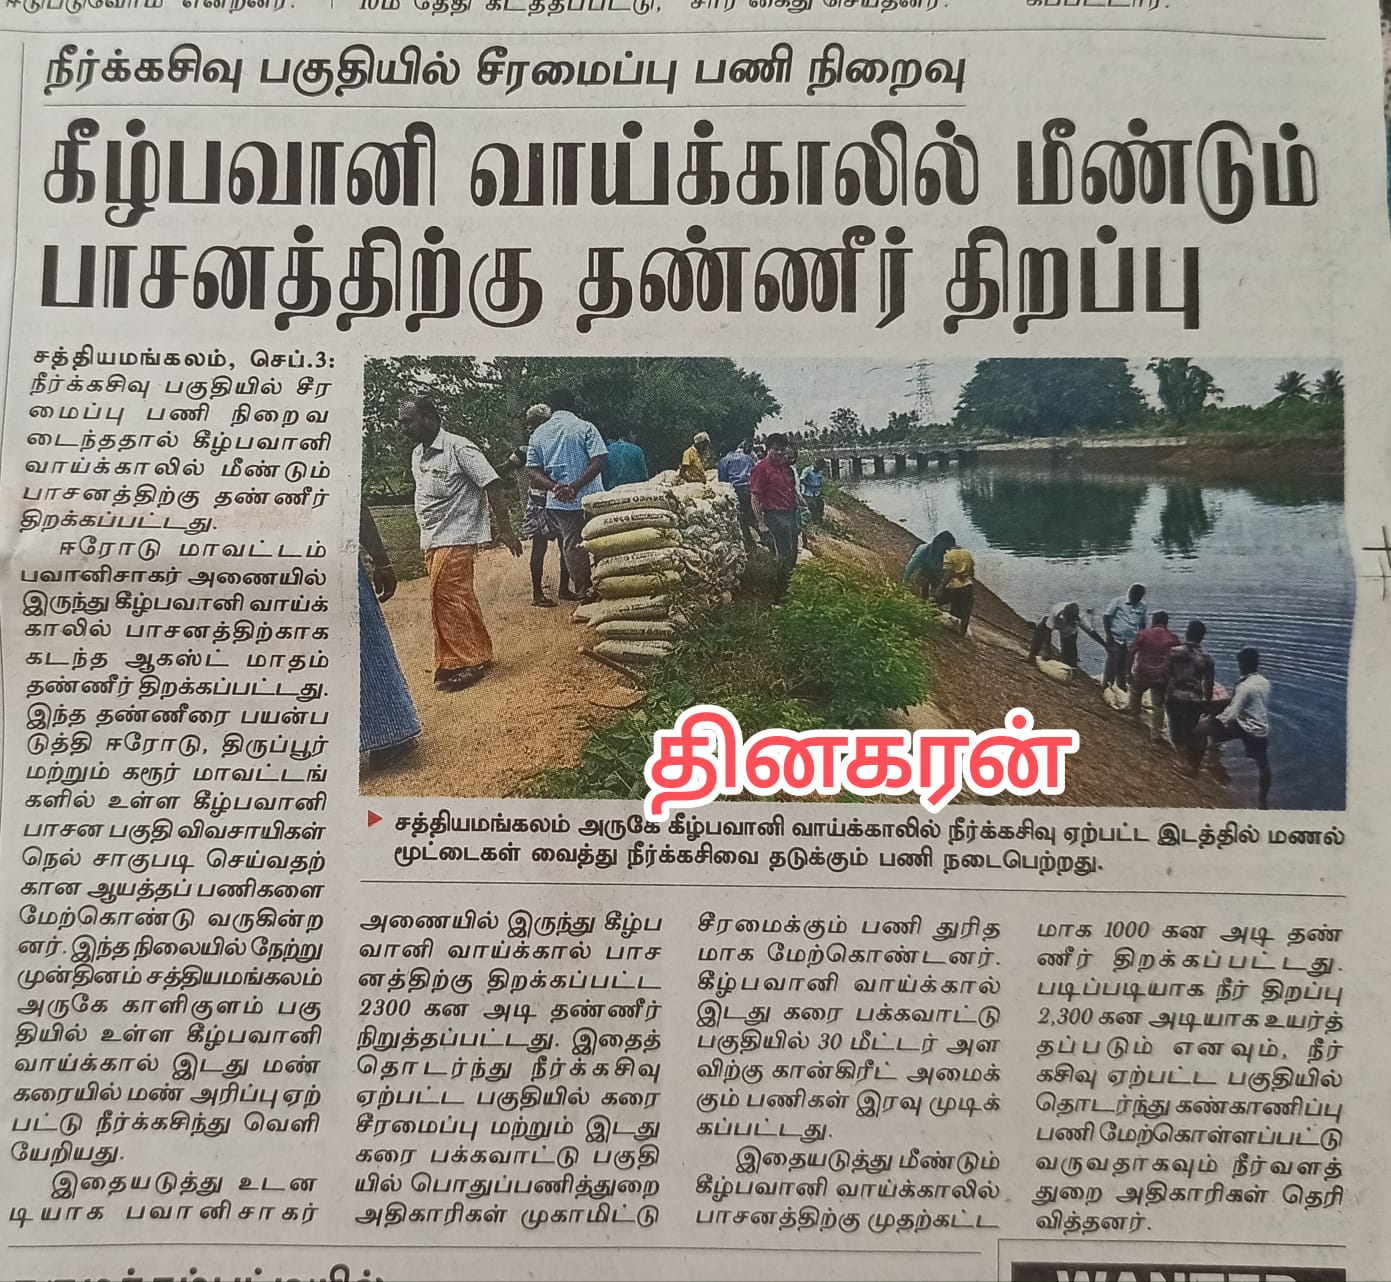 நீர்க்கசிவு பகுதியில் சீரமைப்பு பணி நிறைவு
கீழ்பவானி வாய்க்காலில் மீண்டும்
பாசனத்திற்கு தண்ணீர் திறப்பு
சத்தியமங்கலம், செப்.3:
நீர்க்கசிவு பகுதியில் சீர
மைப்பு பணி நிறைவ
டைந்ததால் கீழ்பவானி
வாய்க்காலில் மீண்டும்
பாசனத்திற்கு தண்ணீர்
திறக்கப்பட்டது.
ஈரோடு மாவட்டம்
பவானிசாகர் அணையில்
இருந்து கீழ்பவானி வாய்க்
காலில் பாசனத்திற்காக
கடந்த ஆகஸ்ட் மாதம்
தண்ணீர் திறக்கப்பட்டது.
இந்த தண்ணீரை பயன்ப
டுத்தி ஈரோடு, திருப்பூர்
மற்றும் கரூர் மாவட்டங்
களில் உள்ள கீழ்பவானி
பாசன பகுதி விவசாயிகள்
நெல் சாகுபடி செய்வதற்
கான ஆயத்தப் பணிகளை
மேற்கொண்டு வருகின்ற
னர். இந்த நிலையில் நேற்று
முன்தினம் சத்தியமங்கலம்
அருகே காளிகுளம் பகு
தியில் உள்ள கீழ்பவானி
வாய்க்கால் இடது மண்
கரையில் மண் அரிப்பு ஏற்
பட்டு நீர்க்கசிந்து வெளி
யேறியது.
இதையடுத்து உடன
டியாக பவானிசாகர்
தினகரன்
சத்தியமங்கலம் அருகே கீழ்பவானி வாய்க்காலில் நீர்க்கசிவு ஏற்பட்ட இடத்தில் மணல்
மூட்டைகள் வைத்து நீர்க்கசிவை தடுக்கும் பணி நடைபெற்றது.
அணையில் இருந்து கீழ்ப
வானி வாய்க்கால் பாச
னத்திற்கு திறக்கப்பட்ட
2300 கன அடி தண்ணீர்
நிறுத்தப்பட்டது. இதைத்
தொடர்ந்து நீர்க்கசிவு
ஏற்பட்ட பகுதியில் கரை
சீரமைப்பு மற்றும் இடது
கரை பக்கவாட்டு பகுதி
யில் பொதுப்பணித்துறை
அதிகாரிகள் முகாமிட்டு
சீரமைக்கும் பணி துரித
மாக மேற்கொண்டனர்.
கீழ்பவானி வாய்க்கால்
இடது கரை பக்கவாட்டு
பகுதியில் 30 மீட்டர் அள
விற்கு கான்கிரீட் அமைக்
கும் பணிகள் இரவு முடிக்
கப்பட்டது.
இதையடுத்து மீண்டும்
கீழ்பவானி வாய்க்காலில்
பாசனத்திற்கு முதற்கட்ட
மாக 1000 கன அடி தண்
ணீர் திறக்கப்பட்டது.
படிப்படியாக நீர் திறப்பு
2,300 கன அடியாக உயர்த்
தப்படும் எனவும், நீர்
கசிவு ஏற்பட்ட பகுதியில்
தொடர்ந்து கண்காணிப்பு
பணி மேற்கொள்ளப்பட்டு
வருவதாகவும் நீர்வளத்
துறை அதிகாரிகள் தெரி
வித்தனர்.